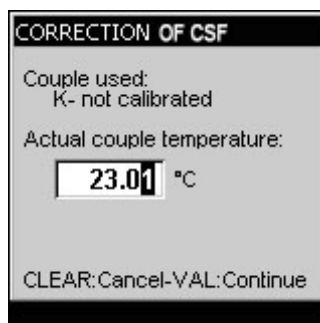 CORRECTION OF CSF
Couple used:
K- not calibrated
Actual couple temperature:
23.01 °C
CLEAR:Cancel-VAL:Continue